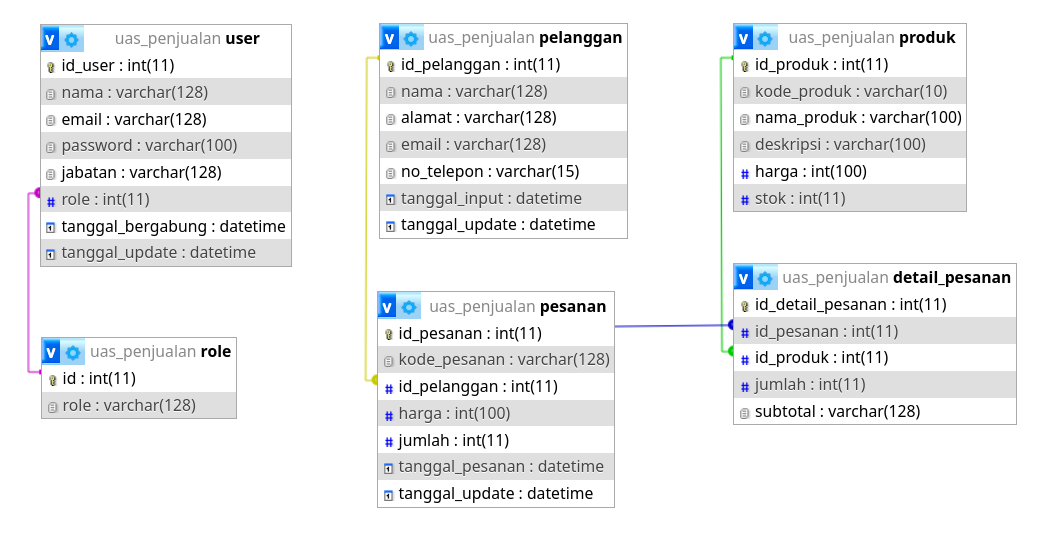 uas_penjualan user
id_user : int(11)
nama : varchar(128)
email : varchar(128)
password : varchar(100)
jabatan : varchar(128)
role : int(11)
tanggal_bergabung : datetime
tanggal_update : datetime
uas_penjualan role
id : int(11)
role : varchar(128)
uas_penjualan pelanggan
id_pelanggan : int(11)
nama : varchar(128)
alamat : varchar(128)
email : varchar(128)
no_telepon : varchar(15)
tanggal_input : datetime
tanggal_update : datetime
uas_penjualan pesanan
id_pesanan : int(11)
kode_pesanan : varchar(128)
id_pelanggan : int(11)
harga : int(100)
jumlah : int(11)
tanggal_pesanan : datetime
tanggal_update : datetime
uas_penjualan produk
id_produk : int(11)
kode_produk : varchar(10)
nama_produk : varchar(100)
deskripsi : varchar(100)
harga : int(100)
stok : int(11)
uas_penjualan detail_pesanan
id_detail_pesanan : int(11)
id_pesanan : int(11)
id_produk : int(11)
jumlah : int(11)
subtotal : varchar(128)